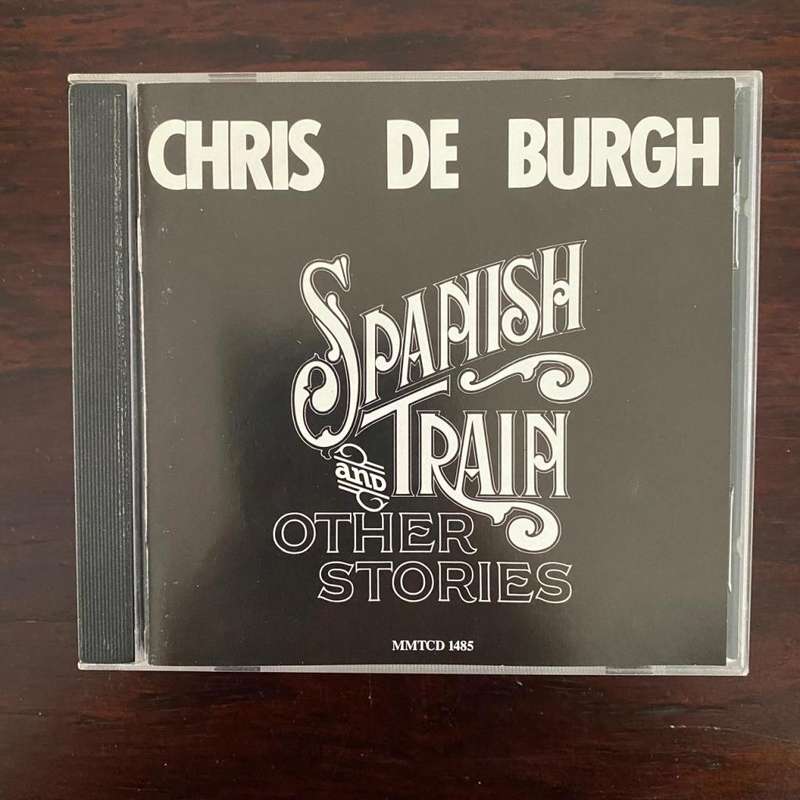 CHRIS DE BURGH
SPANISH
TRAIN
AND
OTHER
STORIES
MMTCD 1485